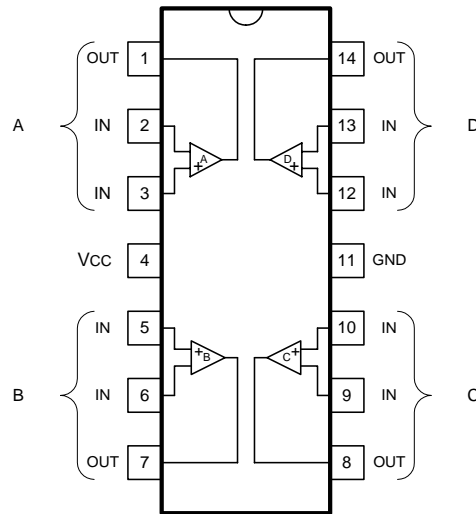 OUT 1 14 OUT
A IN 2 13 IN D
+ A D +
IN 3 12 IN
VCC 4 11 GND
IN 5 10 IN
+ B C +
B IN 6 9 IN C
OUT 7 8 OUT